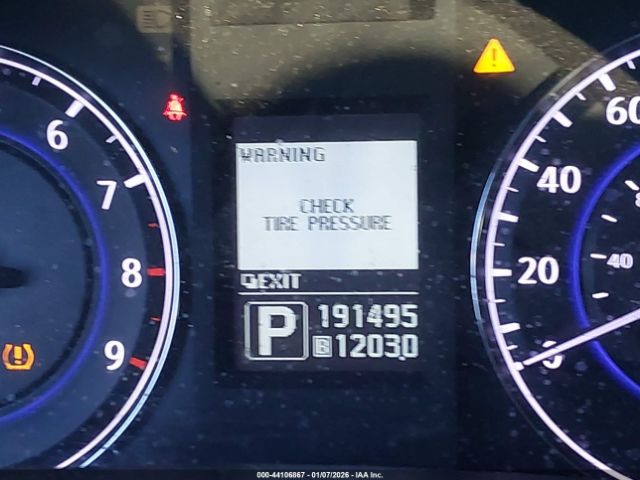 60
6
WARNING
7
40
CHECK
TIRE PRESSURE
8
20
40
EXIT
P
191495
9
B 12030
0
000-44106867 - 01/07/2026 - IAA Inc.